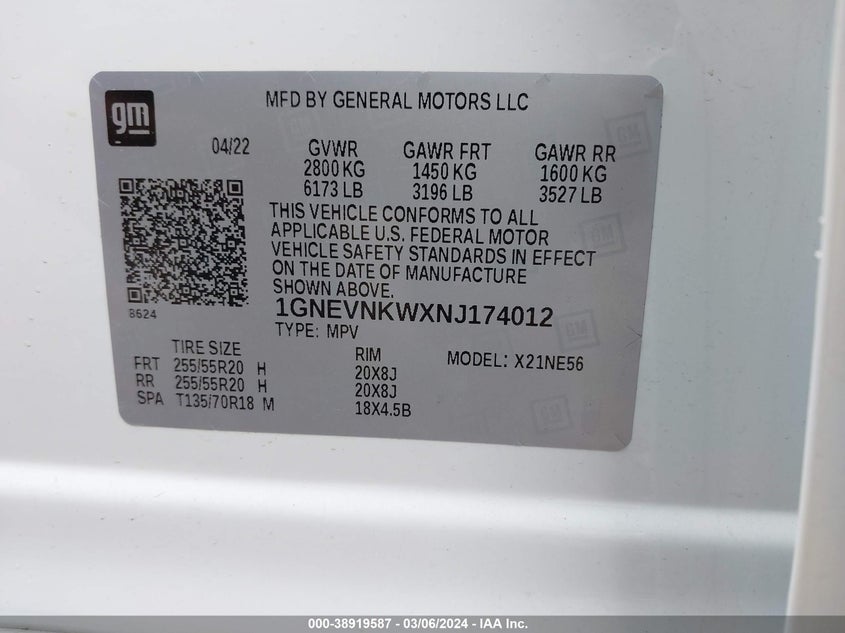 gm
MFD BY GENERAL MOTORS LLC
04/22 GVWR GAWR FRT GAWR RR
2800 KG 1450 KG 1600 KG
6173 LB 3196 LB 3527 LB
THIS VEHICLE CONFORMS TO ALL
APPLICABLE U.S. FEDERAL MOTOR
VEHICLE SAFETY STANDARDS IN EFFECT
ON THE DATE OF MANUFACTURE
SHOWN ABOVE.
8624
1GNEVNKWXNJ174012
TYPE: MPV
TIRE SIZE RIM MODEL: X21NE56
FRT 255/55R20 H 20X8J
RR 255/55R20 H 20X8J
SPA T135/70R18 M 18X4.5B
000-38919587 - 03/06/2024 - IAA Inc.